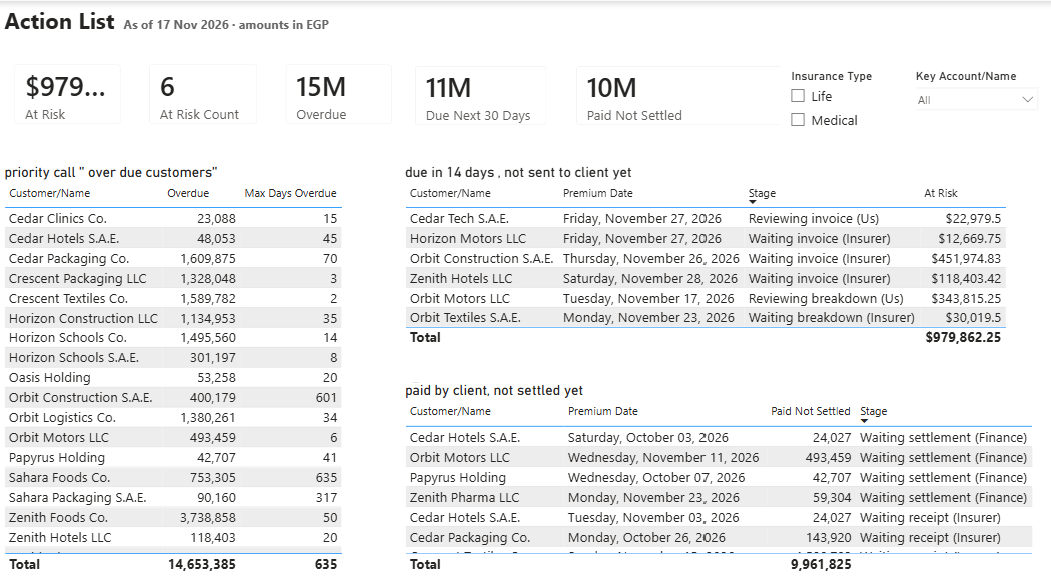 Action List As of 17 Nov 2026 · amounts in EGP
$979... 6 15M 11M 10M
At Risk At Risk Count Overdue Due Next 30 Days Paid Not Settled
Insurance Type Key Account/Name
Life All
Medical
priority call " over due customers"
Customer/Name Overdue Max Days Overdue
Cedar Clinics Co. 23,088 15
Cedar Hotels S.A.E. 48,053 45
Cedar Packaging Co. 1,609,875 70
Crescent Packaging LLC 1,328,048 3
Crescent Textiles Co. 1,589,782 2
Horizon Construction LLC 1,134,953 35
Horizon Schools Co. 1,495,560 14
Horizon Schools S.A.E. 301,197 8
Oasis Holding 53,258 20
Orbit Construction S.A.E. 400,179 601
Orbit Logistics Co. 1,380,261 34
Orbit Motors LLC 493,459 6
Papyrus Holding 42,707 41
Sahara Foods Co. 753,305 635
Sahara Packaging S.A.E. 90,160 317
Zenith Foods Co. 3,738,858 50
Zenith Hotels LLC 118,403 20
Total 14,653,385 635
due in 14 days , not sent to client yet
Customer/Name Premium Date Stage At Risk
Cedar Tech S.A.E. Friday, November 27, 2026 Reviewing invoice (Us) $22,979.5
Horizon Motors LLC Friday, November 27, 2026 Waiting invoice (Insurer) $12,669.75
Orbit Construction S.A.E. Thursday, November 26, 2026 Waiting invoice (Insurer) $451,974.83
Zenith Hotels LLC Saturday, November 28, 2026 Waiting invoice (Insurer) $118,403.42
Orbit Motors LLC Tuesday, November 17, 2026 Reviewing breakdown (Us) $343,815.25
Orbit Textiles S.A.E. Monday, November 23, 2026 Waiting breakdown (Insurer) $30,019.5
Total $979,862.25
paid by client, not settled yet
Customer/Name Premium Date Paid Not Settled Stage
Cedar Hotels S.A.E. Saturday, October 03, 2026 24,027 Waiting settlement (Finance)
Orbit Motors LLC Wednesday, November 11, 2026 493,459 Waiting settlement (Finance)
Papyrus Holding Wednesday, October 07, 2026 42,707 Waiting settlement (Finance)
Zenith Pharma LLC Monday, November 23, 2026 59,304 Waiting settlement (Finance)
Cedar Hotels S.A.E. Tuesday, November 03, 2026 24,027 Waiting receipt (Insurer)
Cedar Packaging Co. Monday, October 26, 2026 143,920 Waiting receipt (Insurer)
Total 9,961,825